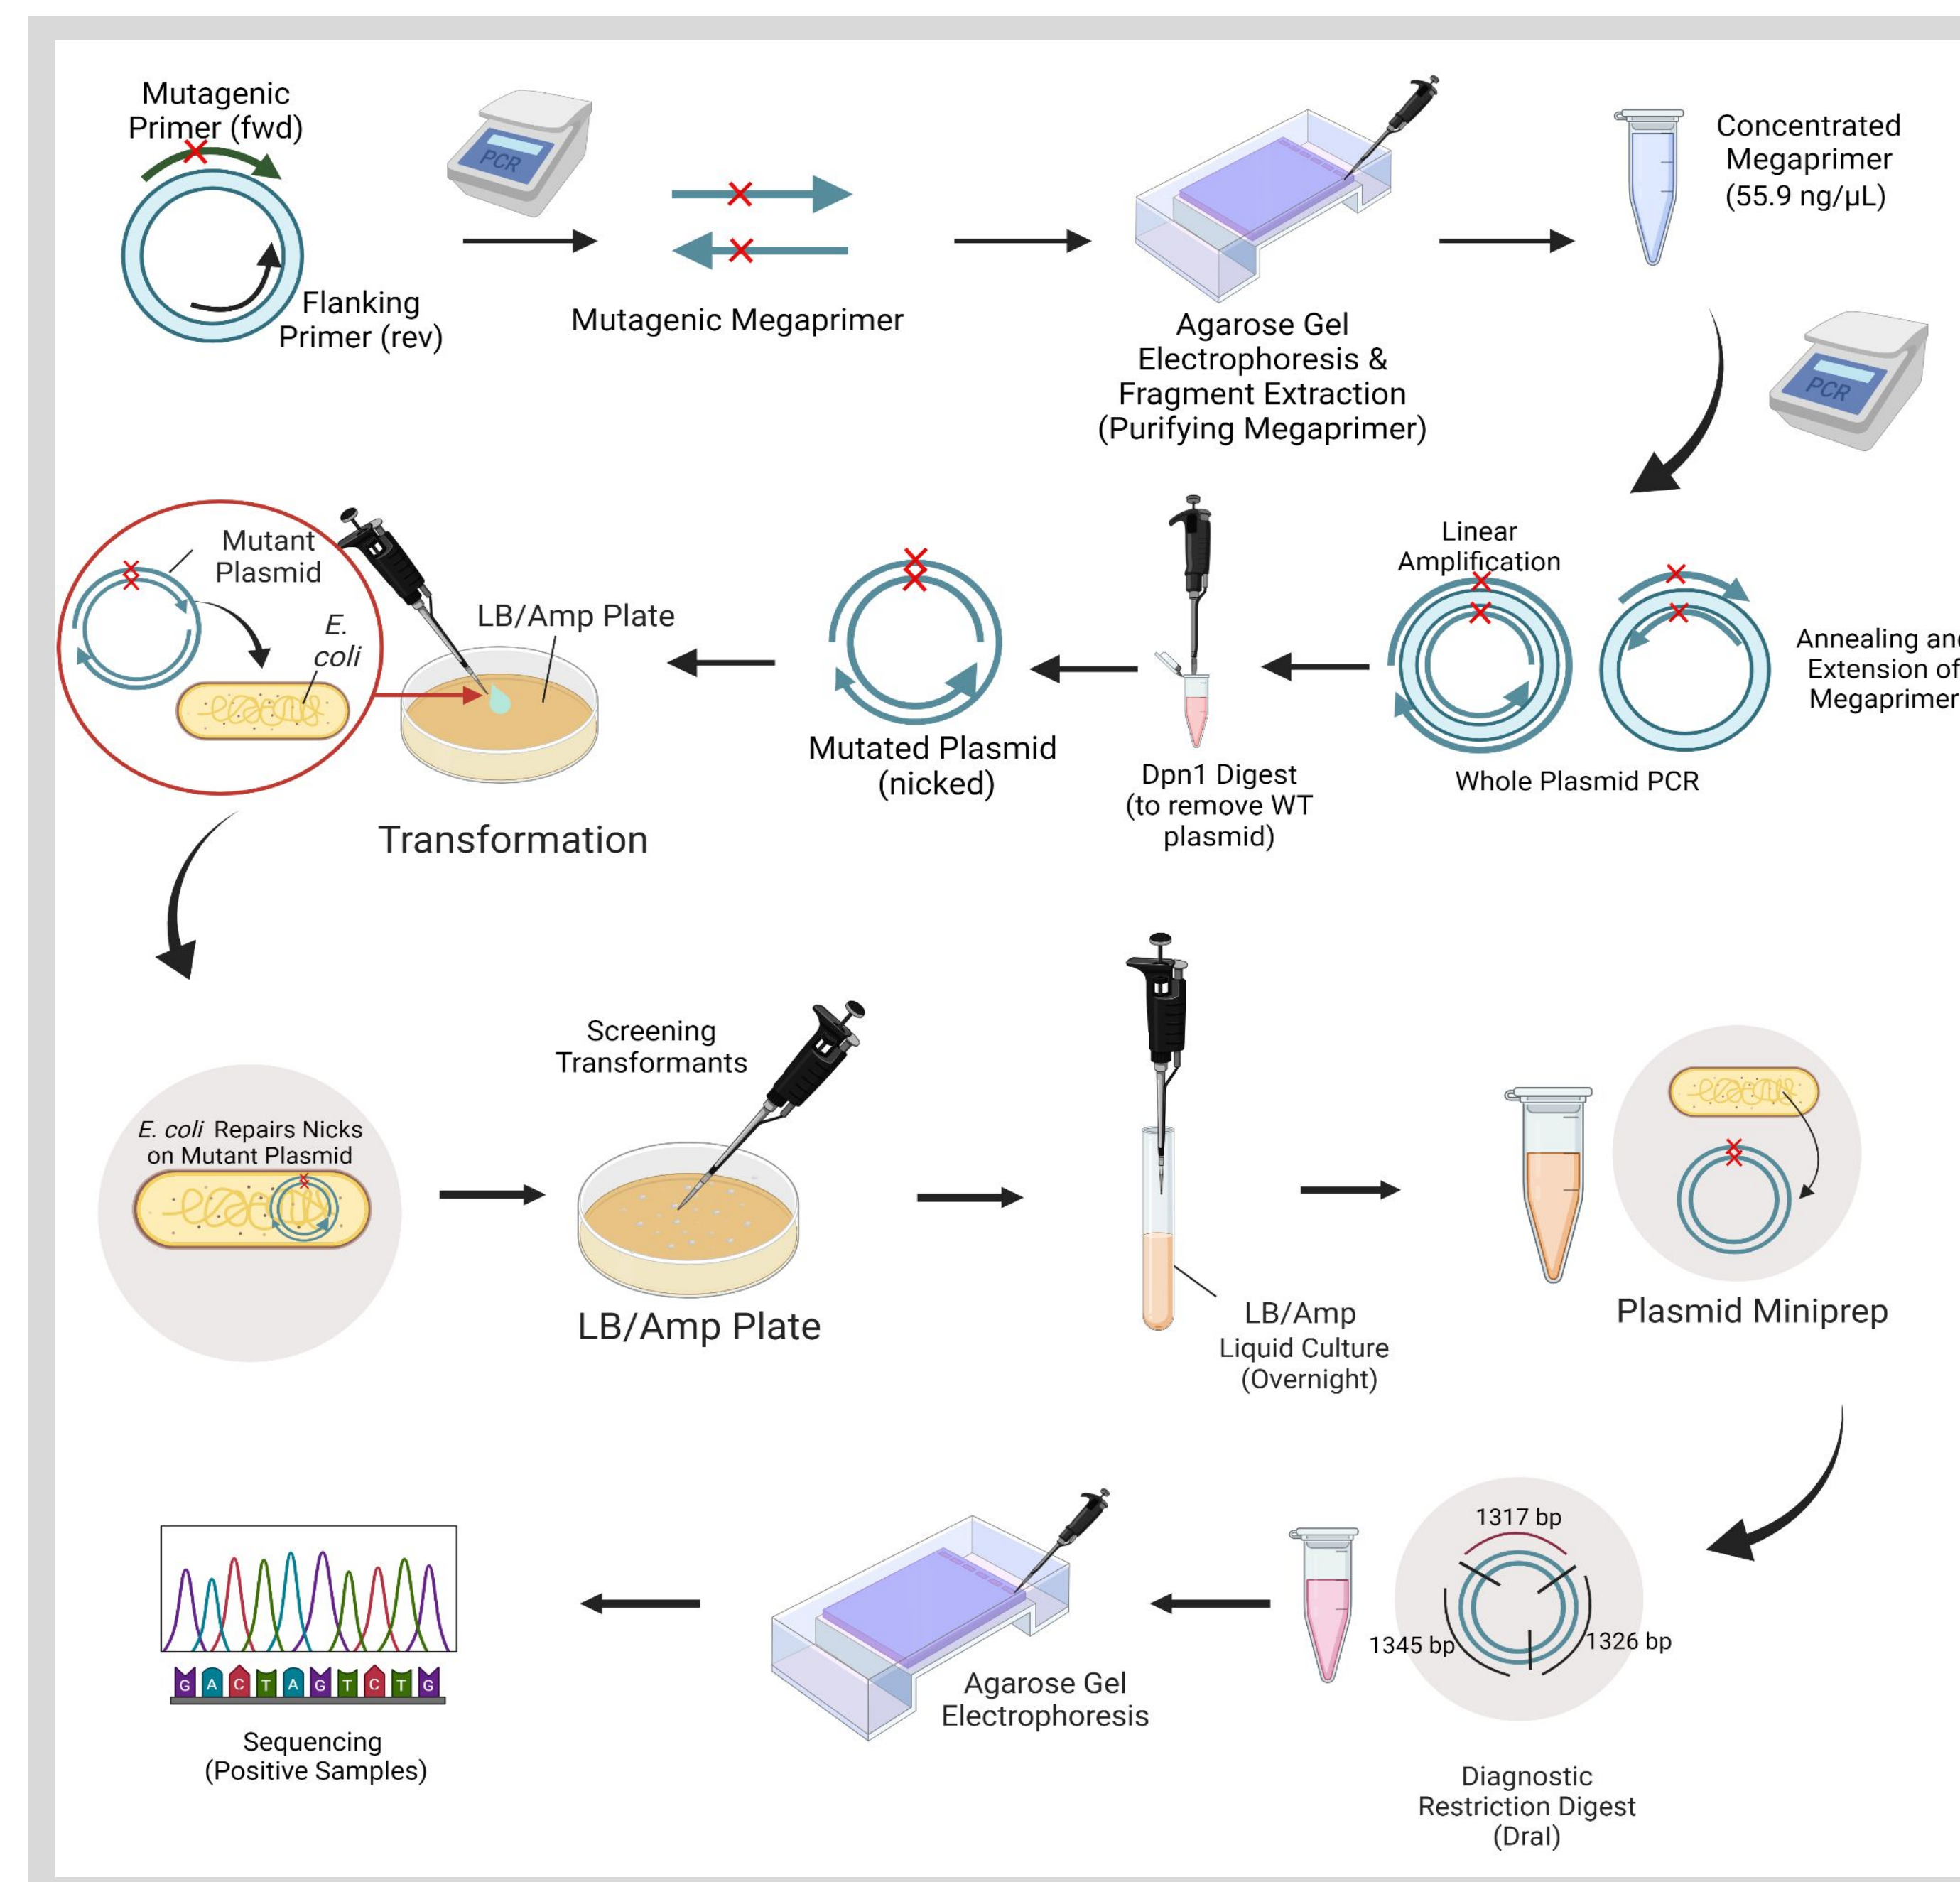 Mutagenic
Primer (fwd)
PCR
Flanking
Primer (rev)
Mutagenic Megaprimer
Agarose Gel
Electrophoresis &
Fragment Extraction
(Purifying Megaprimer)
Concentrated
Megaprimer
(55.9 ng/µL)
PCR
Annealing and
Extension of
Megaprimer
Linear
Amplification
Whole Plasmid PCR
Dpn1 Digest
(to remove WT
plasmid)
Mutated Plasmid
(nicked)
LB/Amp Plate
Mutant
Plasmid
E.
coli
Transformation
E. coli Repairs Nicks
on Mutant Plasmid
Screening
Transformants
LB/Amp Plate
LB/Amp
Liquid Culture
(Overnight)
Plasmid Miniprep
1317 bp
1345 bp
1326 bp
Diagnostic
Restriction Digest
(DraI)
Agarose Gel
Electrophoresis
G A C T A G T C T G
Sequencing
(Positive Samples)